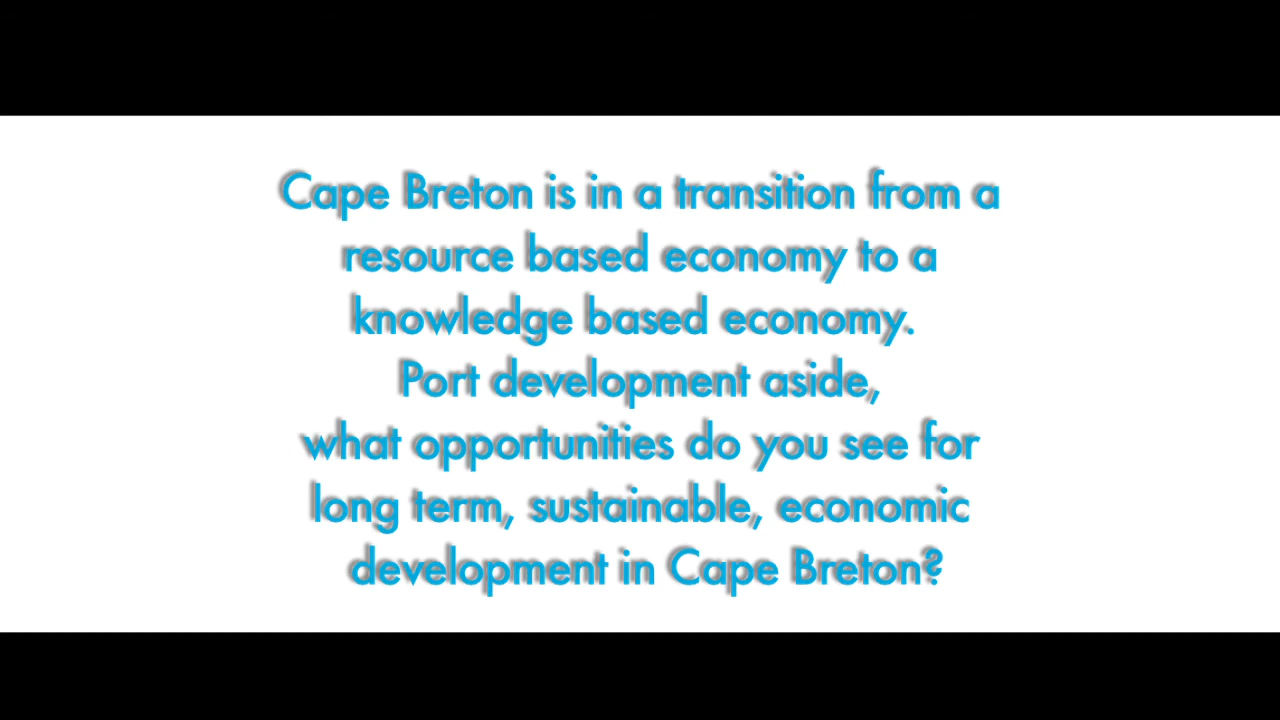 Cape Breton is in a transition from a
resource based economy to a
knowledge based economy.
Port development aside,
what opportunities do you see for
long term, sustainable, economic
development in Cape Breton?